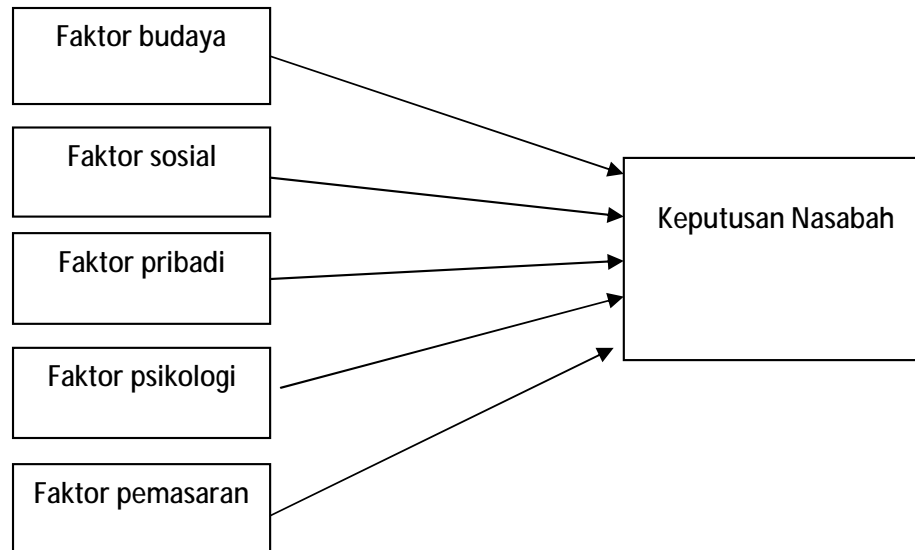 Faktor budaya
Faktor sosial
Keputusan Nasabah
Faktor pribadi
Faktor psikologi
Faktor pemasaran